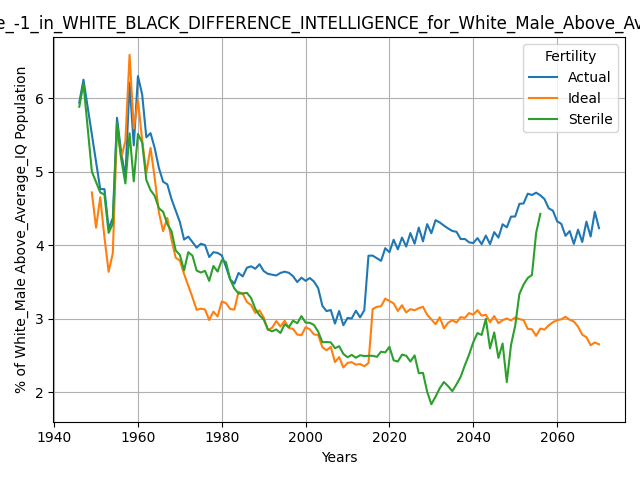 e_-1_in_WHITE_BLACK_DIFFERENCE_INTELLIGENCE_for_White_Male_Above_Av
Fertility
Actual
Ideal
Sterile
% of White_Male Above_Average_IQ Population
6
5
4
3
2
1940 1960 1980 2000 2020 2040 2060
Years